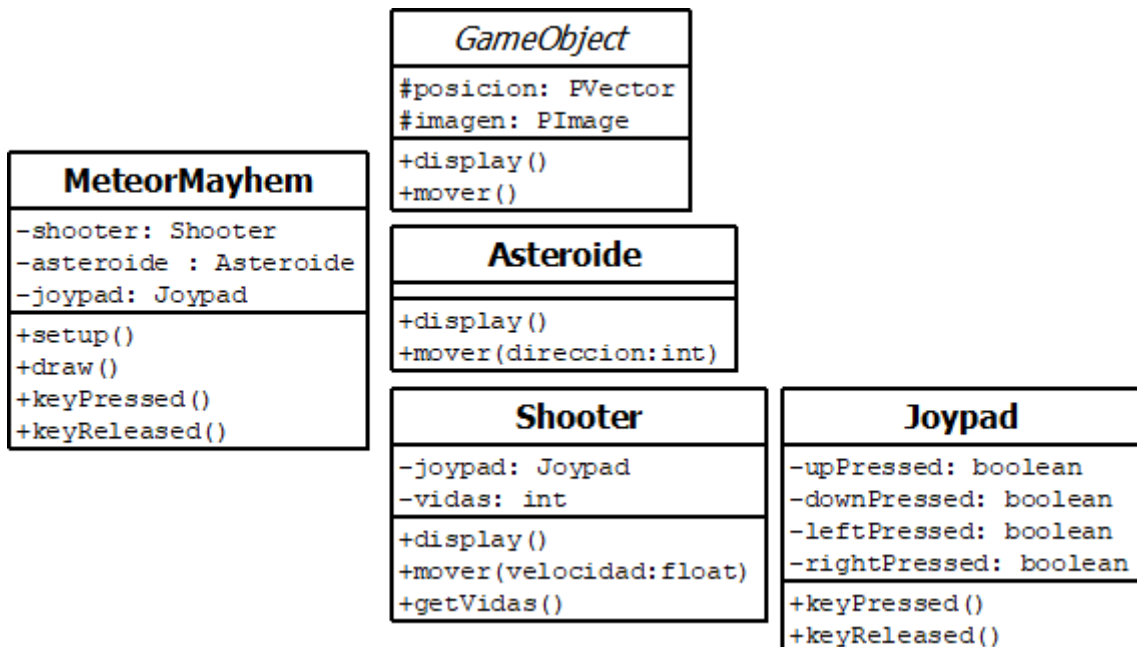 GameObject
#posicion: PVector
#imagen: PImage
+display()
+mover()
MeteorMayhem
-shooter: Shooter
-asteroide : Asteroide
-joypad: Joypad
+setup()
+draw()
+keyPressed()
+keyReleased()
Asteroide
+display()
+mover(direccion:int)
Shooter
-joypad: Joypad
-vidas: int
+display()
+mover(velocidad:float)
+getVidas()
Joypad
-upPressed: boolean
-downPressed: boolean
-leftPressed: boolean
-rightPressed: boolean
+keyPressed()
+keyReleased()